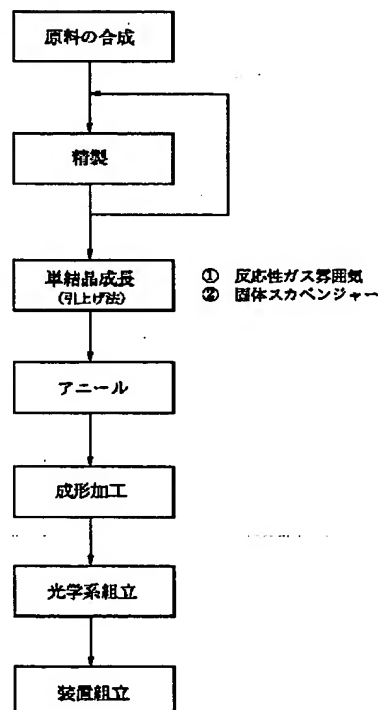 原料の合成
精製
単結晶成長
(引上げ法)
① 反応性ガス雰囲気
② 固体スカベンジャー
アニール
成形加工
光学系組立
装置組立